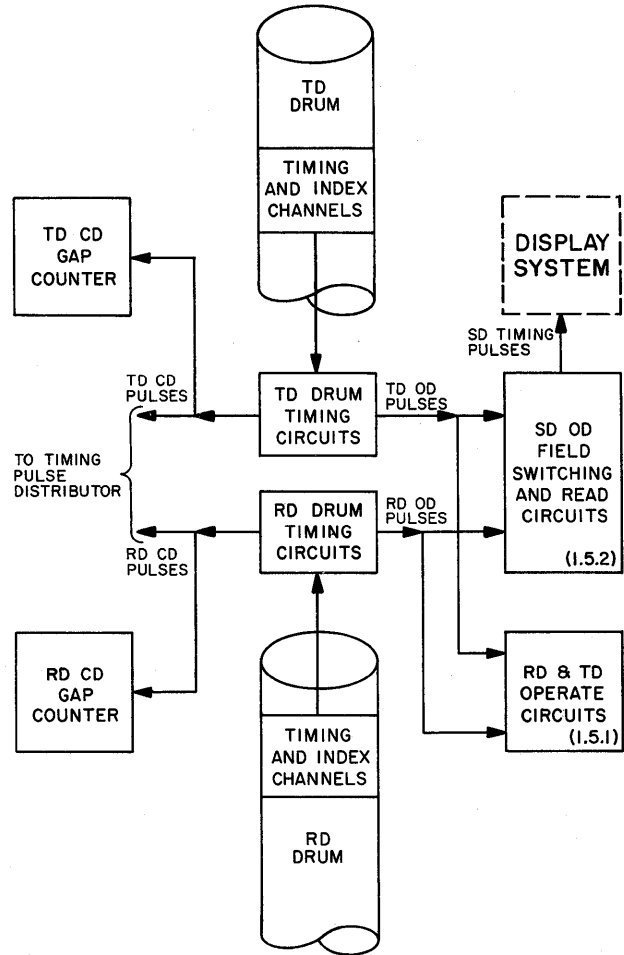 TD
DRUM
TIMING
AND INDEX
CHANNELS
TD CD
GAP
COUNTER
DISPLAY
SYSTEM
SD TIMING
PULSES
TD CD
PULSES
TD DRUM
TIMING
CIRCUITS
TD OD
PULSES
SD OD
FIELD
SWITCHING
AND READ
CIRCUITS
(1.5.2)
TO TIMING
PULSE
DISTRIBUTOR
RD DRUM
TIMING
CIRCUITS
RD OD
PULSES
RD CD
PULSES
RD CD
GAP
COUNTER
TIMING
AND INDEX
CHANNELS
RD & TD
OPERATE
CIRCUITS
(1.5.1)
RD
DRUM